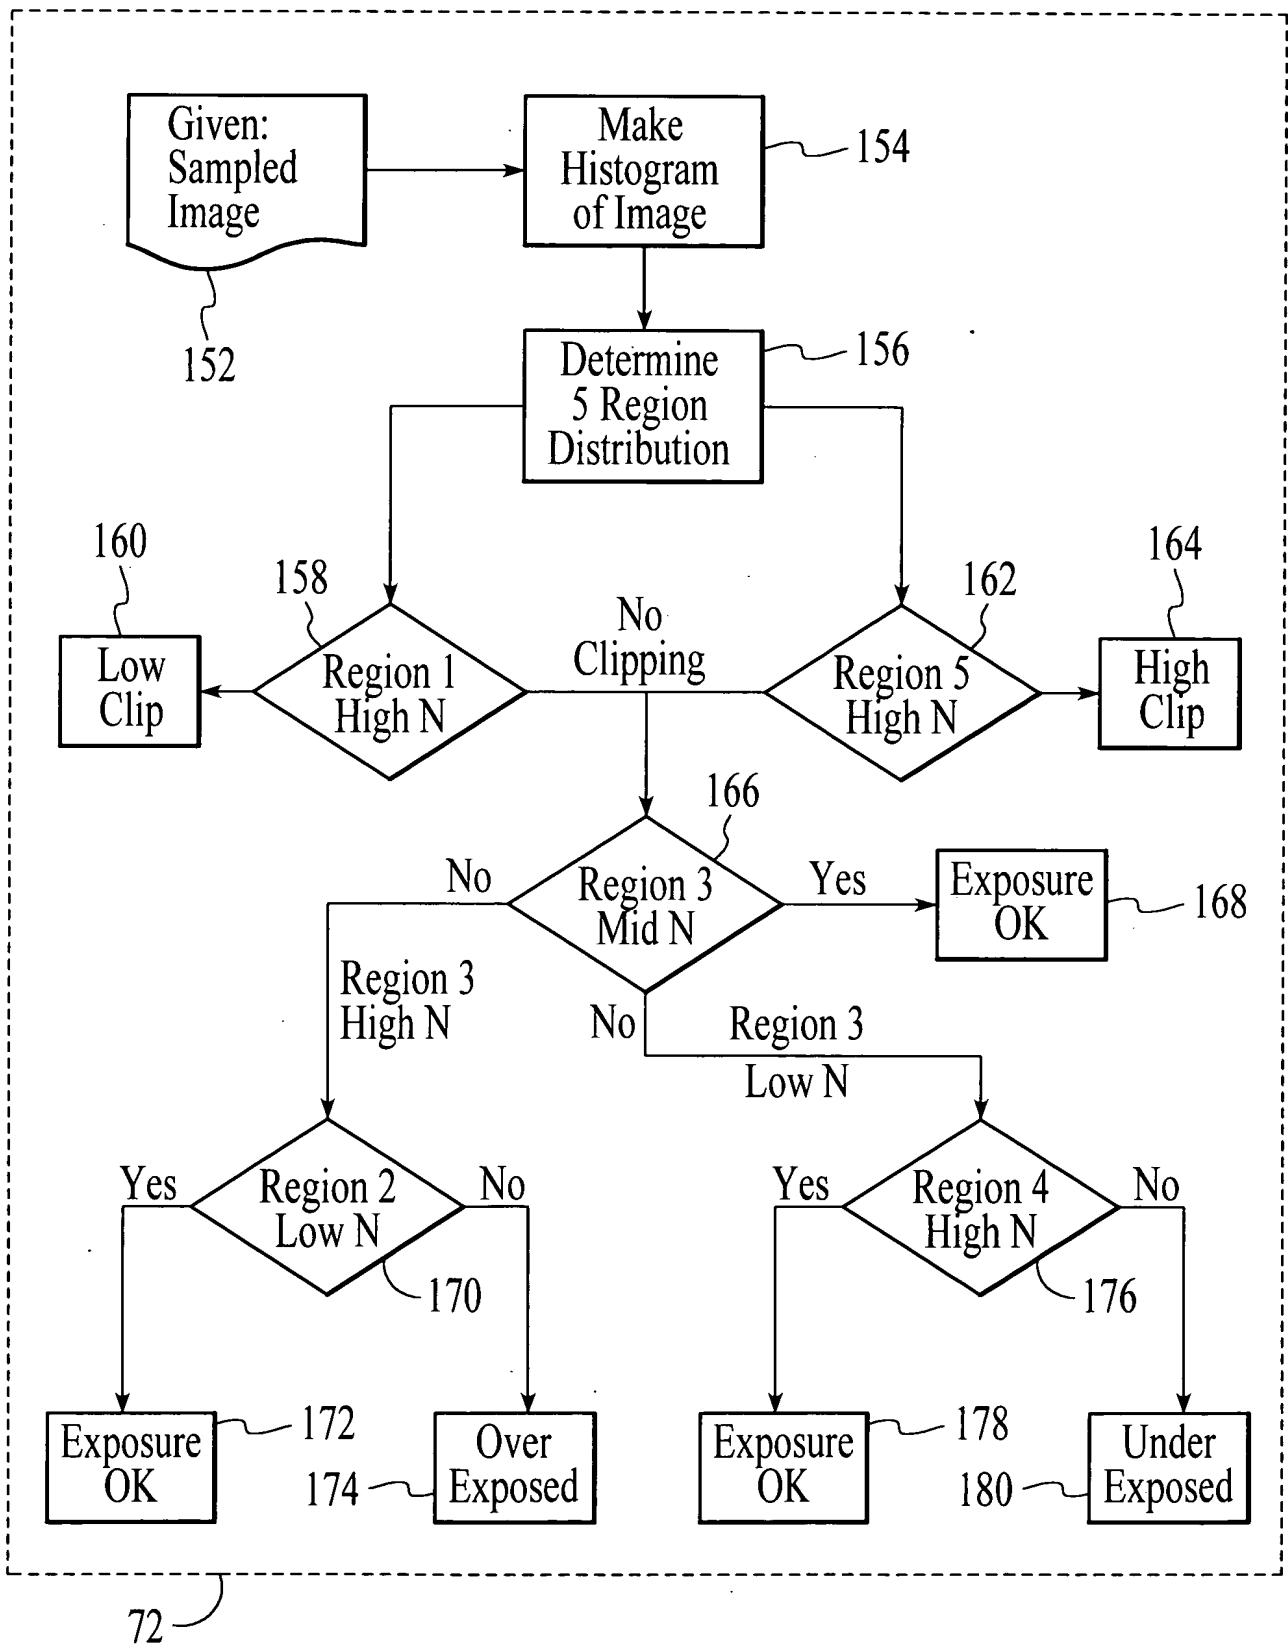 Given:
Sampled
Image
152
Make
Histogram
of Image
154
Determine
5 Region
Distribution
156
160
Low
Clip
158
Region 1
High N
No
Clipping
162
Region 5
High N
164
High
Clip
166
Region 3
Mid N
No
Yes
Exposure
OK
168
Region 3
High N
No
Region 3
Low N
Yes
Region 2
Low N
No
170
Yes
Region 4
High N
No
176
Exposure
OK
172
Over
Exposed
174
Exposure
OK
178
Under
Exposed
180
72